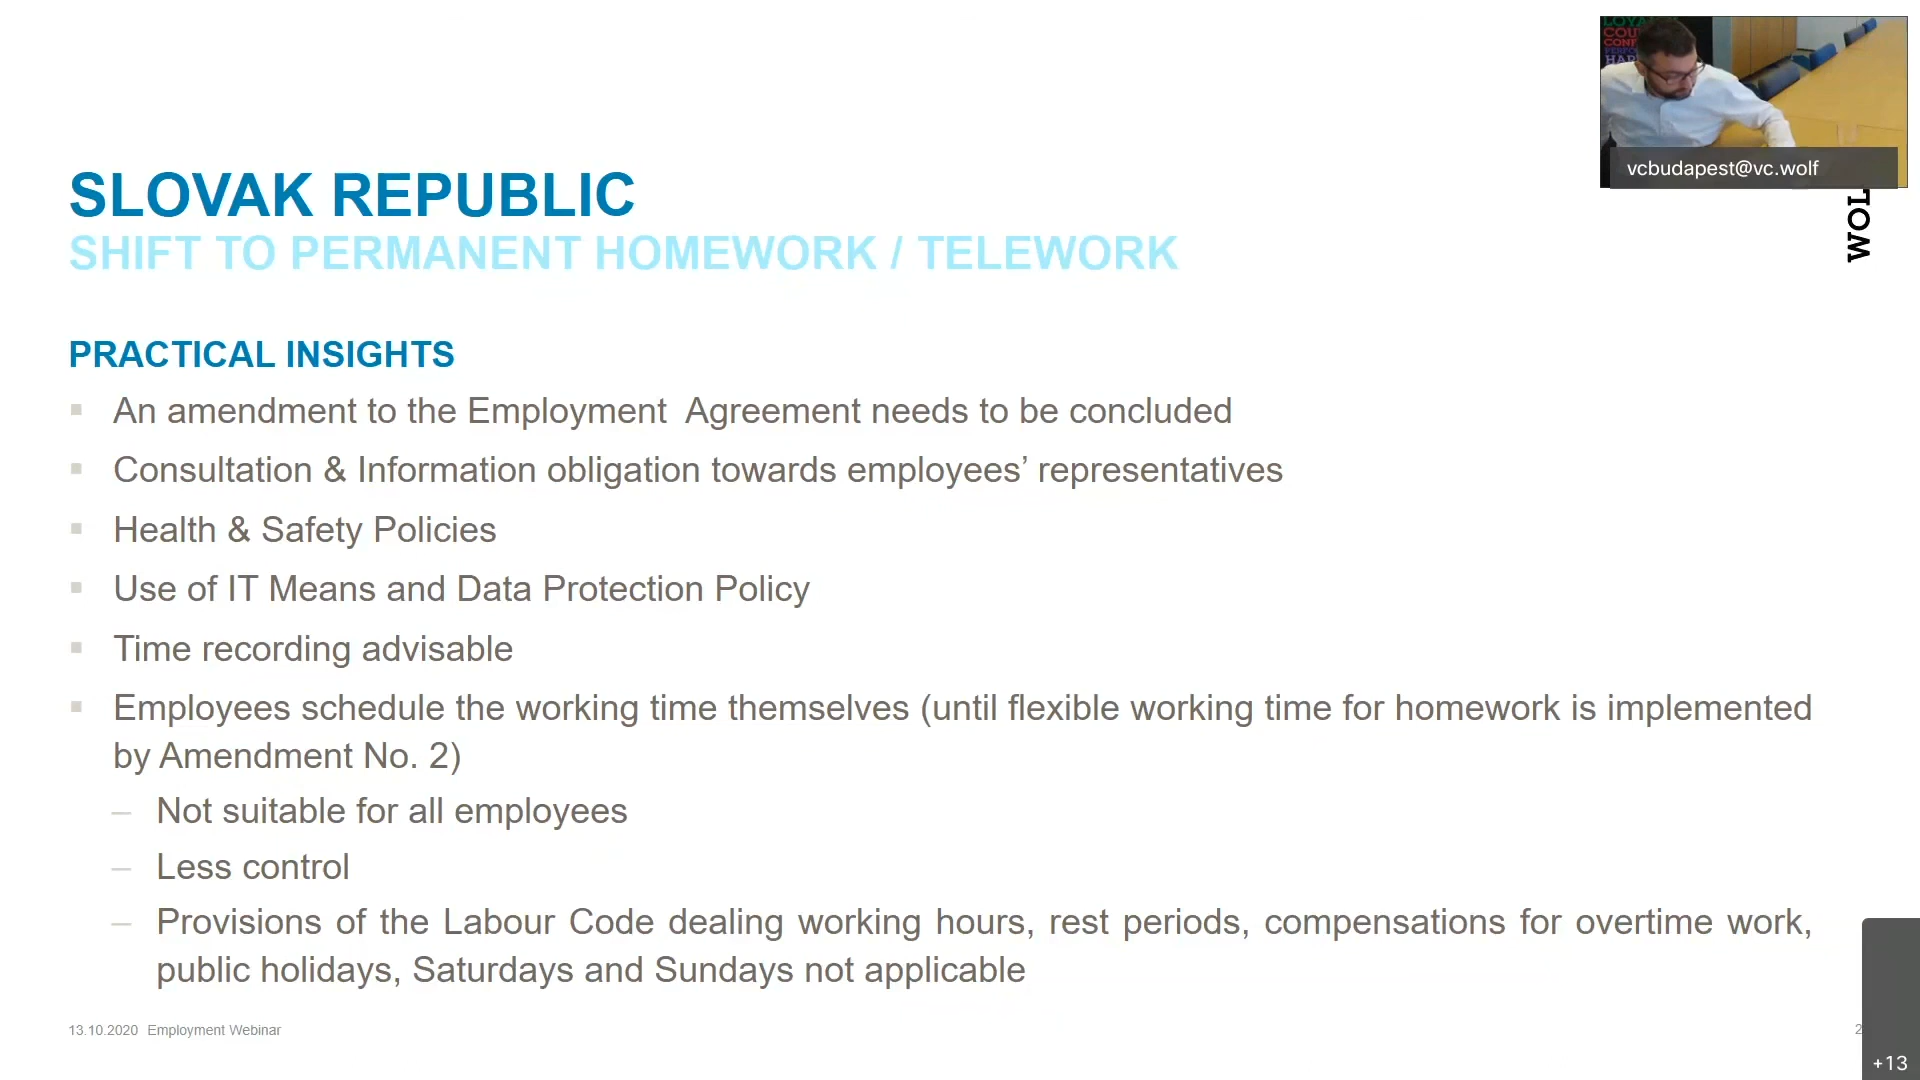 SLOVAK REPUBLIC
SHIFT TO PERMANENT HOMEWORK / TELEWORK
PRACTICAL INSIGHTS
An amendment to the Employment Agreement needs to be concluded
Consultation & Information obligation towards employees’ representatives
Health & Safety Policies
Use of IT Means and Data Protection Policy
Time recording advisable
Employees schedule the working time themselves (until flexible working time for homework is implemented
by Amendment No. 2)
– Not suitable for all employees
– Less control
– Provisions of the Labour Code dealing working hours, rest periods, compensations for overtime work,
public holidays, Saturdays and Sundays not applicable
13.10.2020 Employment Webinar
vcbudapest@vc.wolf
+13